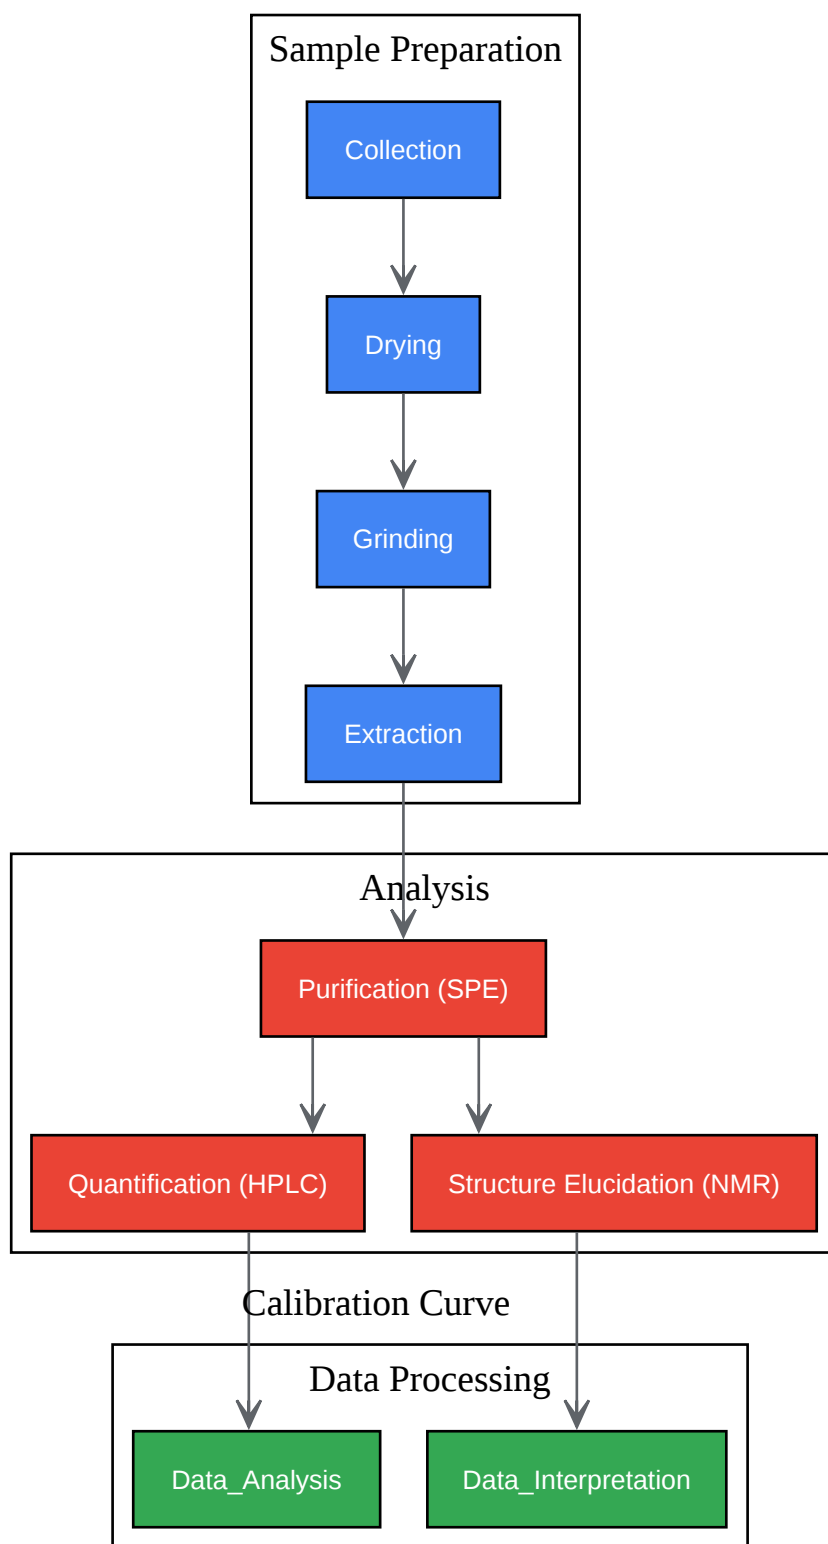 Sample Preparation
Collection
Drying
Grinding
Extraction
Analysis
Purification (SPE)
Quantification (HPLC)
Structure Elucidation (NMR)
Calibration Curve
Data Processing
Data_Analysis
Data_Interpretation